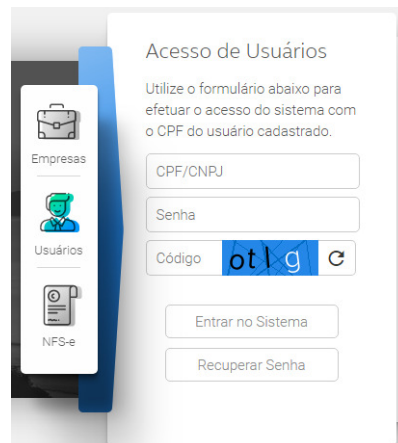 Acesso de Usuários
Utilize o formulário abaixo para
efetuar o acesso do sistema com
o CPF do usuário cadastrado.
Empresas
CPF/CNPJ
Senha
Usuários
Código
Entrar no Sistema
NFS-e
Recuperar Senha